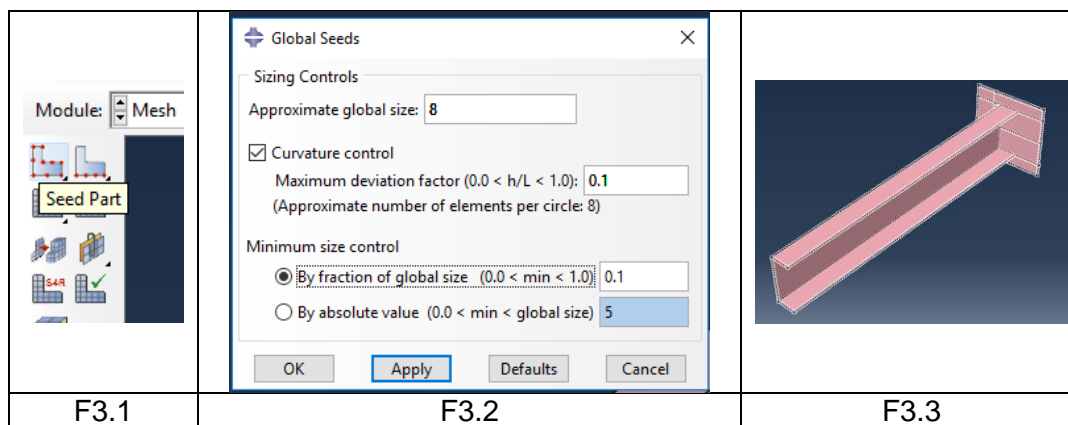 Module: Mesh
Seed Part
S4R
F3.1
Global Seeds
Sizing Controls
Approximate global size: 8
Curvature control
Maximum deviation factor (0.0 < h/L < 1.0): 0.1
(Approximate number of elements per circle: 8)
Minimum size control
By fraction of global size (0.0 < min < 1.0) 0.1
By absolute value (0.0 < min < global size) 5
OK Apply Defaults Cancel
F3.2
F3.3